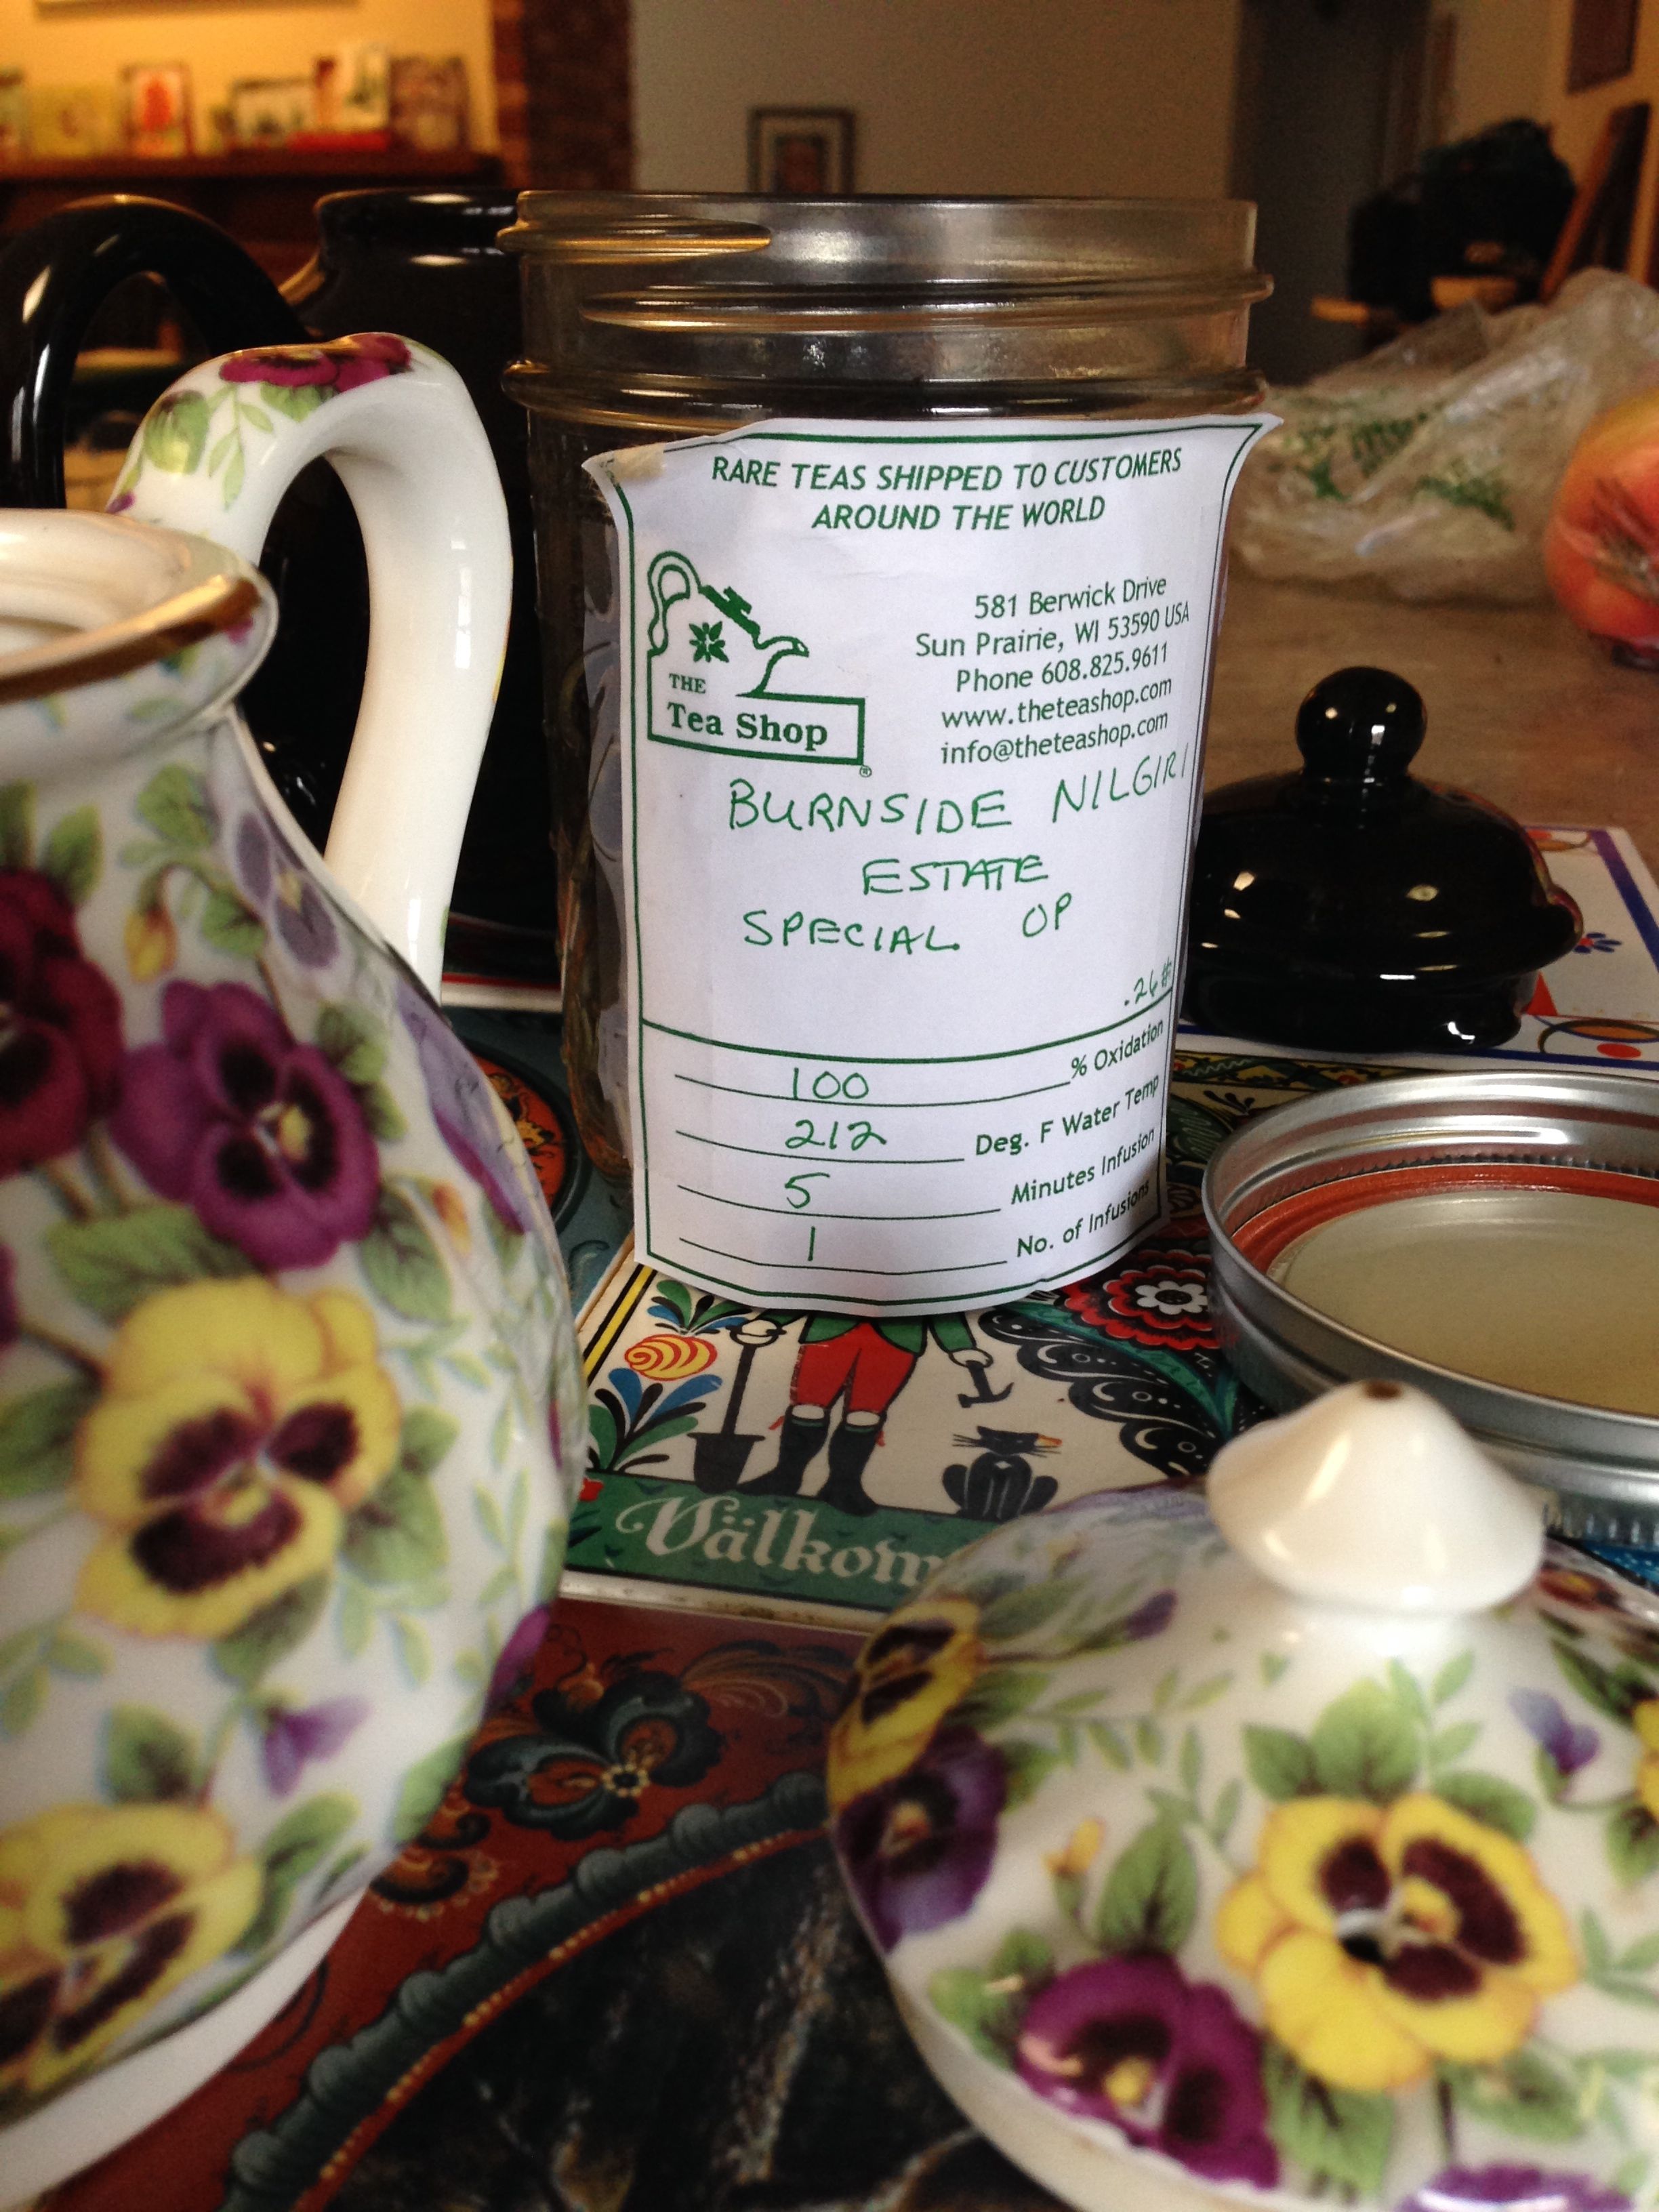 RARE TEAS SHIPPED TO CUSTOMERS
AROUND THE WORLD
THE
Tea Shop
®
581 Berwick Drive
Sun Prairie, WI 53590 USA
Phone 608.825.9611
www.theteashop.com
info@theteashop.com
BURNSIDE NILGIRI
ESTATE
SPECIAL OP
.26#
100 % Oxidation
212 Deg. F Water Temp
5 Minutes Infusion
1 No. of Infusions
Välkom